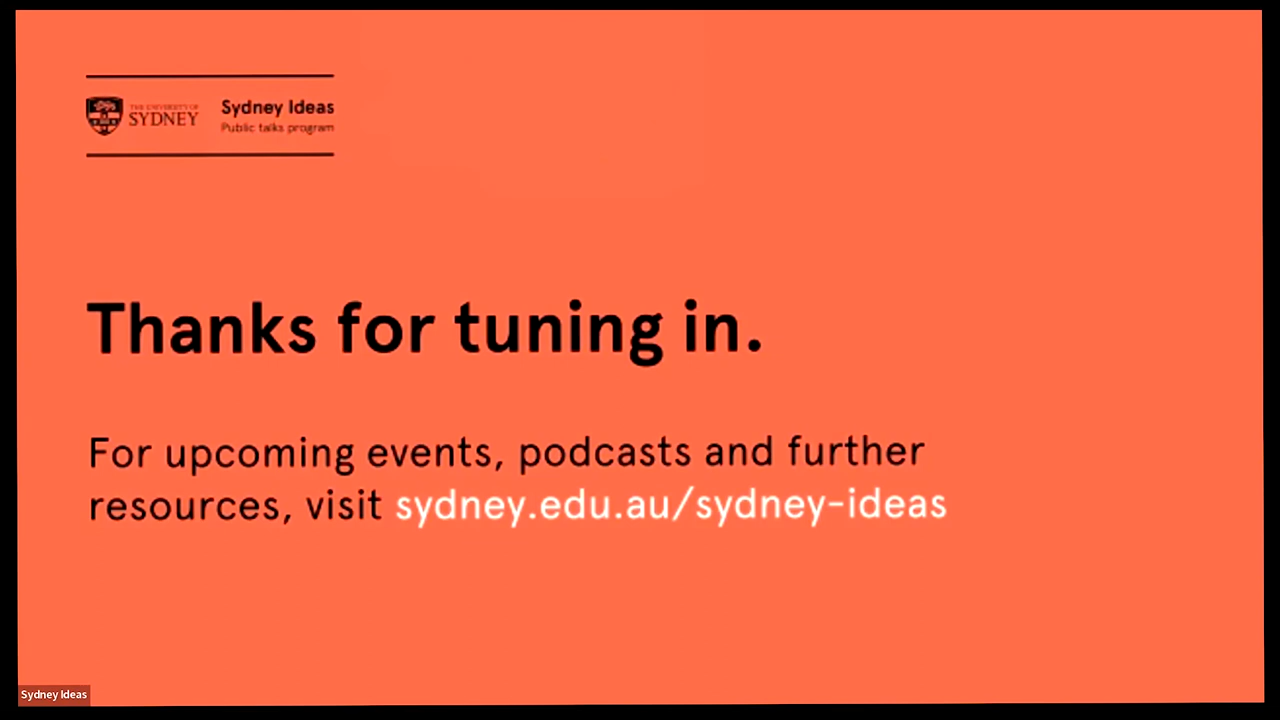 THE UNIVERSITY OF
SYDNEY
Sydney Ideas
Public talks program
Thanks for tuning in.
For upcoming events, podcasts and further
resources, visit sydney.edu.au/sydney-ideas
Sydney Ideas